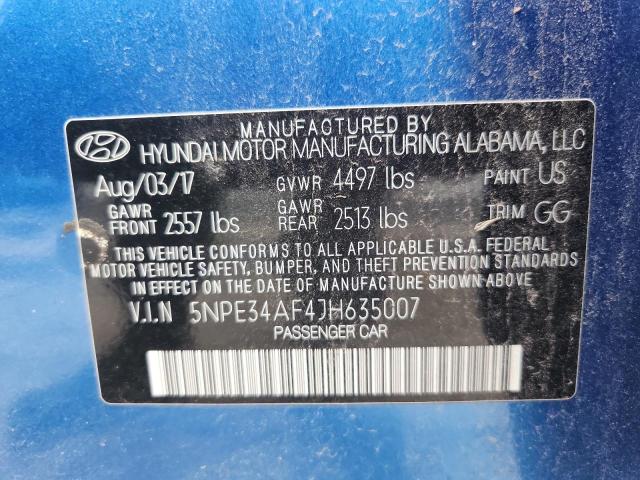 MANUFACTURED BY
HYUNDAI MOTOR MANUFACTURING ALABAMA, LLC
Aug/03/17 GVWR 4497 lbs PAINT US
GAWR FRONT 2557 lbs GAWR REAR 2513 lbs TRIM GG
THIS VEHICLE CONFORMS TO ALL APPLICABLE U.S.A. FEDERAL
MOTOR VEHICLE SAFETY, BUMPER, AND THEFT PREVENTION STANDARDS
IN EFFECT ON THE DATE OF MANUFACTURE SHOWN ABOVE.
V.I.N 5NPE34AF4JH635007
PASSENGER CAR